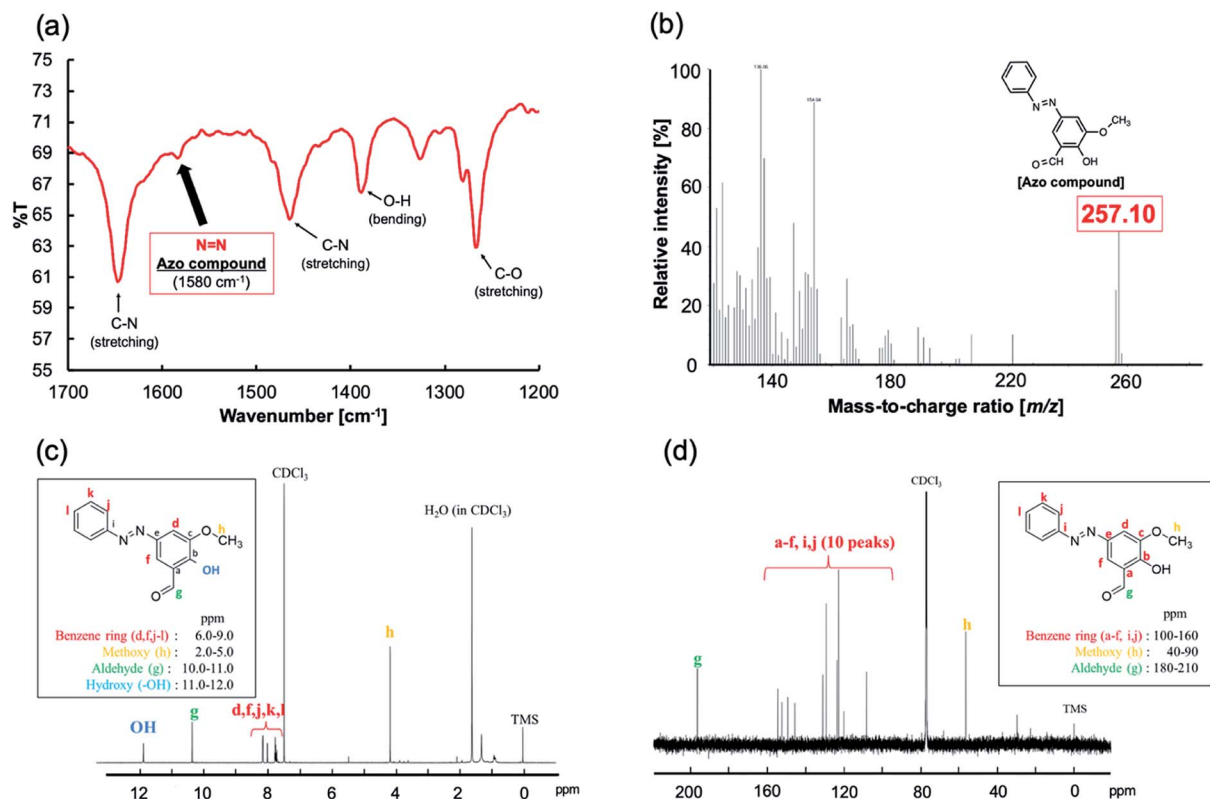 (a)
75
73
71
69
67
65
63
61
59
57
55
%T
1700
1600
1500
1400
1300
1200
Wavenumber [cm-1]
N=N
Azo compound
(1580 cm-1)
C-N
(stretching)
C-N
(stretching)
O-H
(bending)
C-O
(stretching)
(b)
100
80
60
40
20
0
Relative intensity [%]
140
180
220
260
Mass-to-charge ratio [m/z]
N=N
O
CH3
O
OH
[Azo compound]
257.10
(c)
k
l
j
i
N=N
d
e
c
O
h
CH3
f
b
a
OH
O
g
ppm
Benzene ring (d,f,j-l) : 6.0-9.0
Methoxy (h) : 2.0-5.0
Aldehyde (g) : 10.0-11.0
Hydroxy (-OH) : 11.0-12.0
CDCl3
H2O (in CDCl3)
h
OH
g
d,f,j,k,l
TMS
12
10
8
6
4
2
0
ppm
(d)
CDCl3
a-f, i,j (10 peaks)
g
h
TMS
k
l
j
i
N=N
d
e
c
O
h
CH3
f
b
a
OH
O
g
ppm
Benzene ring (a-f, i,j) : 100-160
Methoxy (h) : 40-90
Aldehyde (g) : 180-210
200
160
120
80
40
0
ppm